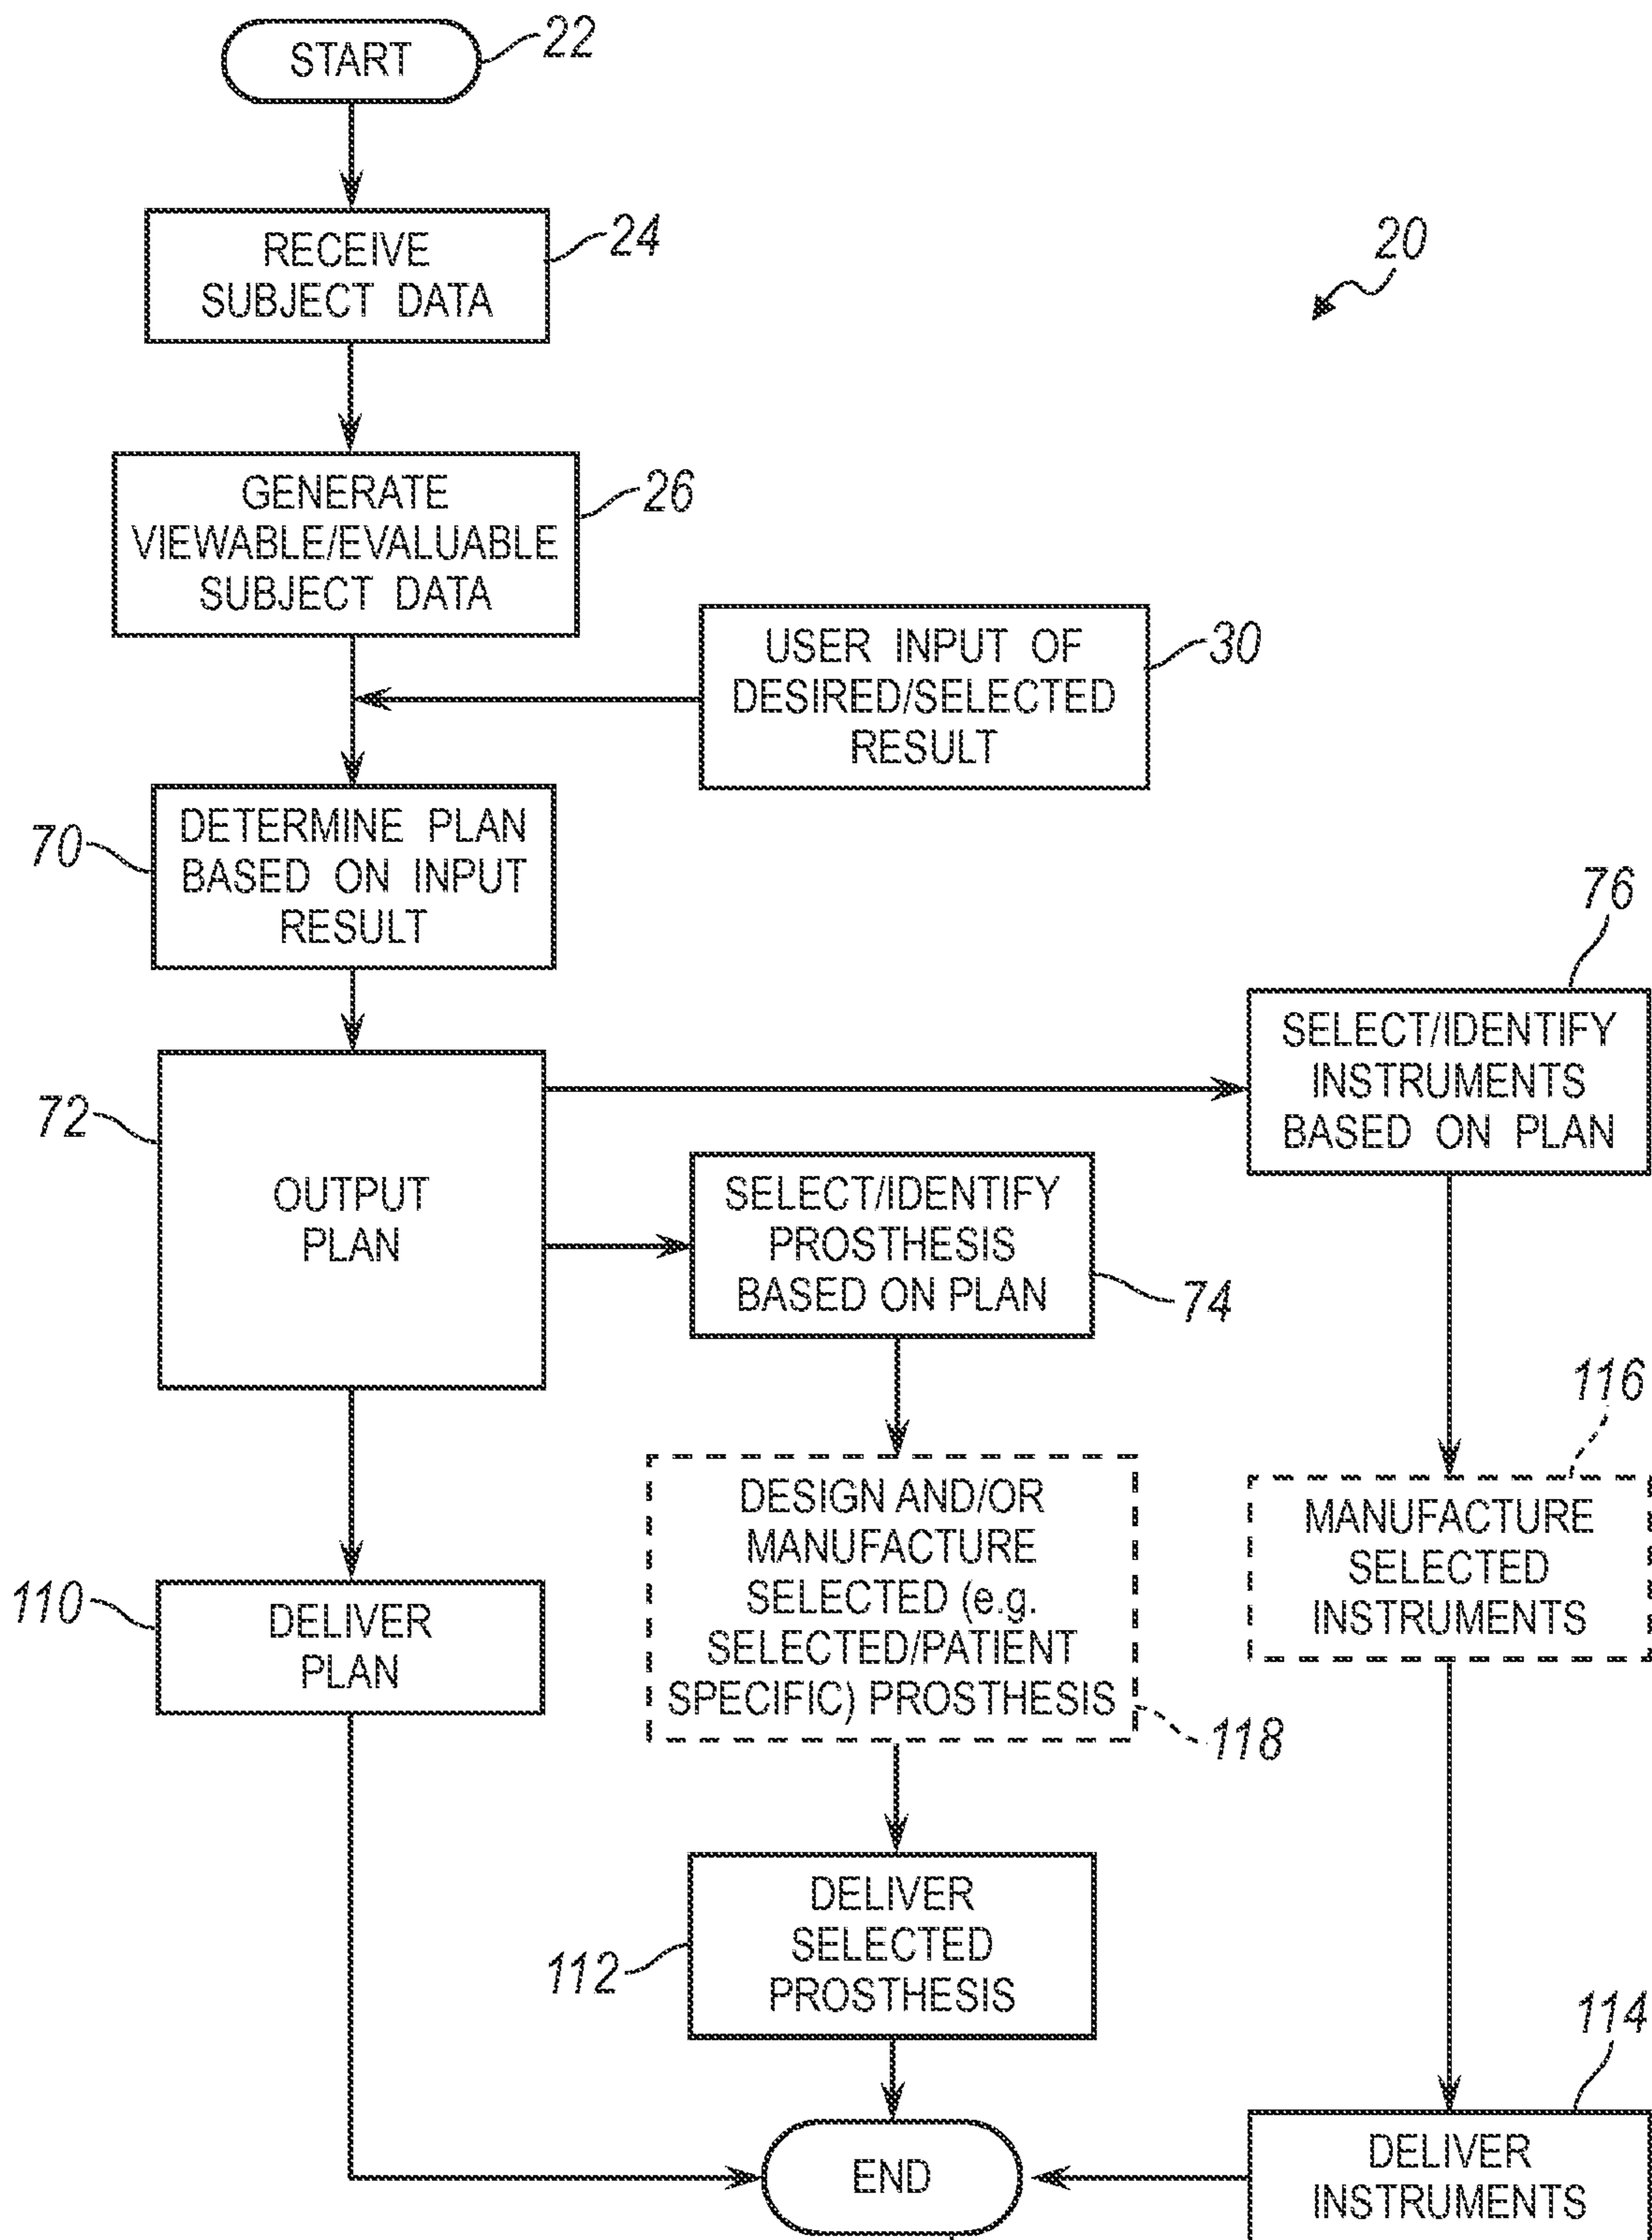 START
22
RECEIVE
SUBJECT DATA
24
20
GENERATE
VIEWABLE/EVALUABLE
SUBJECT DATA
26
USER INPUT OF
DESIRED/SELECTED
RESULT
30
70
DETERMINE PLAN
BASED ON INPUT
RESULT
76
SELECT/IDENTIFY
INSTRUMENTS
BASED ON PLAN
72
OUTPUT
PLAN
SELECT/IDENTIFY
PROSTHESIS
BASED ON PLAN
74
116
DESIGN AND/OR
MANUFACTURE
SELECTED (e.g.
SELECTED/PATIENT
SPECIFIC) PROSTHESIS
118
MANUFACTURE
SELECTED
INSTRUMENTS
110
DELIVER
PLAN
DELIVER
SELECTED
PROSTHESIS
112
114
DELIVER
INSTRUMENTS
END